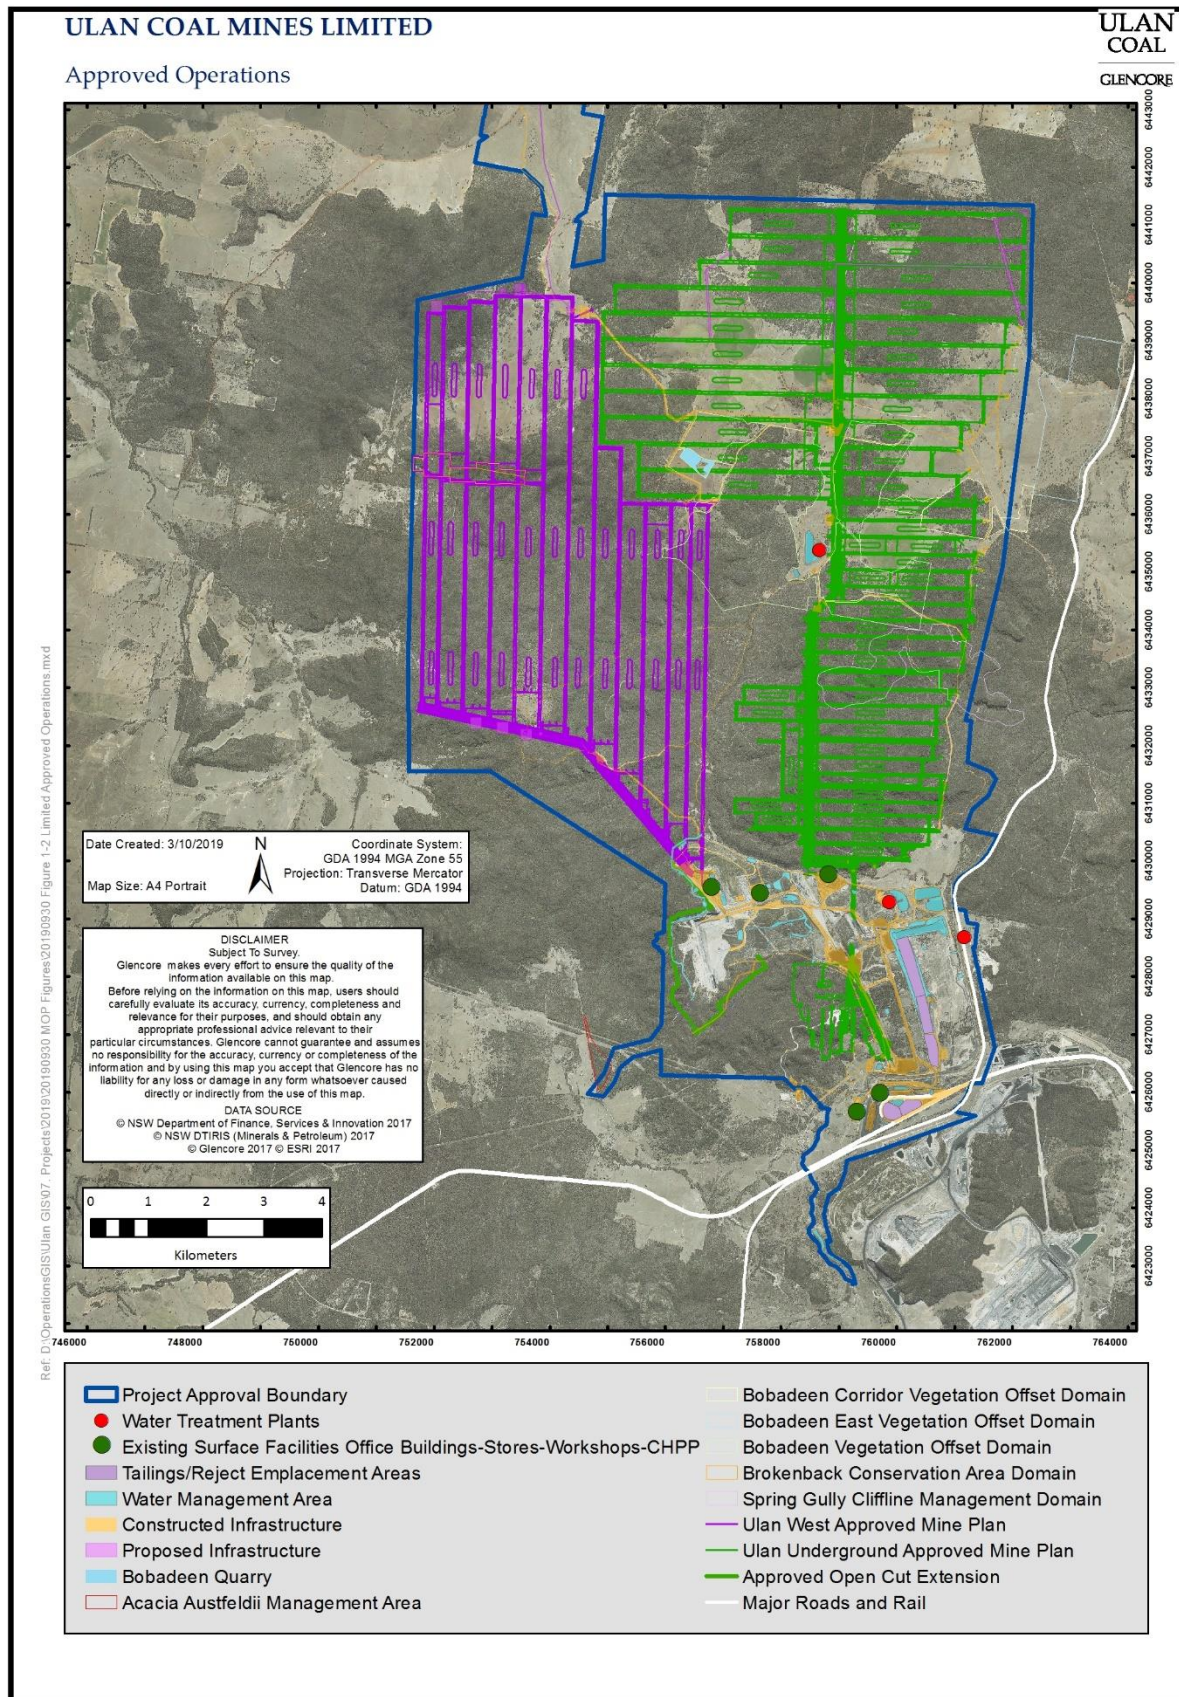 ULAN COAL MINES LIMITED
Approved Operations
ULAN
COAL
GLENCORE
6443000
6442000
6441000
6440000
6439000
6438000
6437000
6436000
6435000
6434000
6433000
6432000
6431000
6430000
6429000
6428000
6427000
6426000
6425000
6424000
6423000
Date Created: 3/10/2019
Map Size: A4 Portrait
N
Coordinate System:
GDA 1994 MGA Zone 55
Projection: Transverse Mercator
Datum: GDA 1994
DISCLAIMER
Subject To Survey.
Glencore makes every effort to ensure the quality of the
information available on this map.
Before relying on the information on this map, users should
carefully evaluate its accuracy, currency, completeness and
relevance for their purposes, and should obtain any
appropriate professional advice relevant to their
particular circumstances. Glencore cannot guarantee and assumes
no responsibility for the accuracy, currency or completeness of the
information and by using this map you accept that Glencore has no
liability for any loss or damage in any form whatsoever caused
directly or indirectly from the use of this map.
DATA SOURCE
© NSW Department of Finance, Services & Innovation 2017
© NSW DTIRIS (Minerals & Petroleum) 2017
© Glencore 2017 © ESRI 2017
0 1 2 3 4
Kilometers
746000 748000 750000 752000 754000 756000 758000 760000 762000 764000
Ref: D:\OperationsGIS\Ulan GIS\07. Projects\2019\20190930 MOP Figures\20190930 Figure 1-2 Limited Approved Operations.mxd
Project Approval Boundary
Water Treatment Plants
Existing Surface Facilities Office Buildings-Stores-Workshops-CHPP
Tailings/Reject Emplacement Areas
Water Management Area
Constructed Infrastructure
Proposed Infrastructure
Bobadeen Quarry
Acacia Austfeldii Management Area
Bobadeen Corridor Vegetation Offset Domain
Bobadeen East Vegetation Offset Domain
Bobadeen Vegetation Offset Domain
Brokenback Conservation Area Domain
Spring Gully Cliffline Management Domain
Ulan West Approved Mine Plan
Ulan Underground Approved Mine Plan
Approved Open Cut Extension
Major Roads and Rail